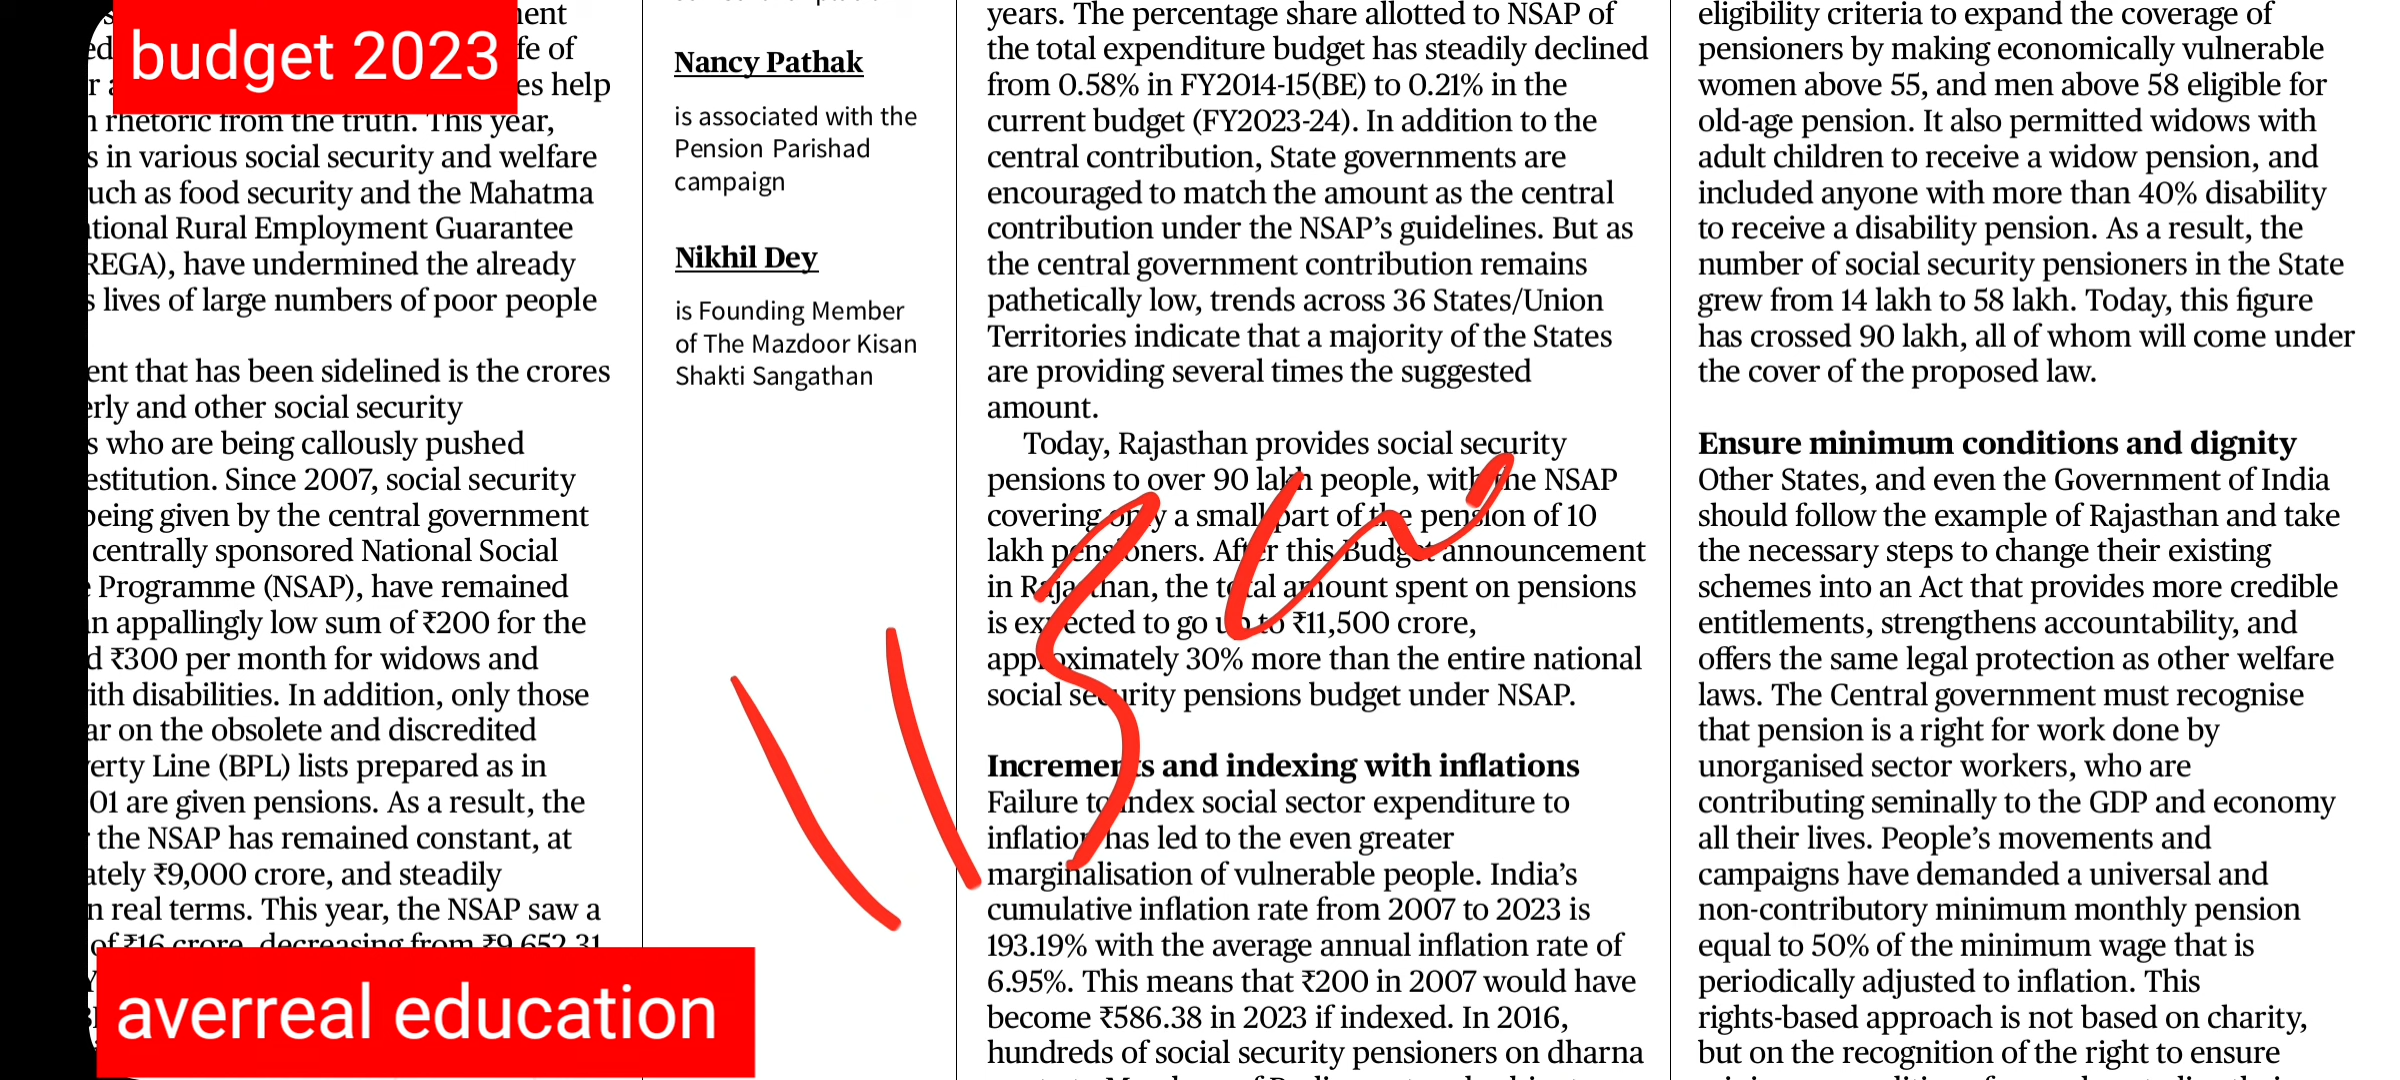 budget 2023
ent
ed fe of
es help
rhetoric from the truth. This year,
s in various social security and welfare
uch as food security and the Mahatma
tional Rural Employment Guarantee
REGA), have undermined the already
s lives of large numbers of poor people
ent that has been sidelined is the crores
erly and other social security
s who are being callously pushed
estitution. Since 2007, social security
being given by the central government
centrally sponsored National Social
Programme (NSAP), have remained
n appallingly low sum of ₹200 for the
d ₹300 per month for widows and
ith disabilities. In addition, only those
ar on the obsolete and discredited
erty Line (BPL) lists prepared as in
01 are given pensions. As a result, the
the NSAP has remained constant, at
ately ₹9,000 crore, and steadily
n real terms. This year, the NSAP saw a
of ₹16 crore, decreasing from ₹9,652.31
averreal education
Nancy Pathak
is associated with the
Pension Parishad
campaign
Nikhil Dey
is Founding Member
of The Mazdoor Kisan
Shakti Sangathan
years. The percentage share allotted to NSAP of
the total expenditure budget has steadily declined
from 0.58% in FY2014-15(BE) to 0.21% in the
current budget (FY2023-24). In addition to the
central contribution, State governments are
encouraged to match the amount as the central
contribution under the NSAP’s guidelines. But as
the central government contribution remains
pathetically low, trends across 36 States/Union
Territories indicate that a majority of the States
are providing several times the suggested
amount.
Today, Rajasthan provides social security
pensions to over 90 lakh people, with the NSAP
covering only a small part of the pension of 10
lakh pensioners. After this Budget announcement
in Rajasthan, the total amount spent on pensions
is expected to go up to ₹11,500 crore,
approximately 30% more than the entire national
social security pensions budget under NSAP.
Increments and indexing with inflations
Failure to index social sector expenditure to
inflation has led to the even greater
marginalisation of vulnerable people. India’s
cumulative inflation rate from 2007 to 2023 is
193.19% with the average annual inflation rate of
6.95%. This means that ₹200 in 2007 would have
become ₹586.38 in 2023 if indexed. In 2016,
hundreds of social security pensioners on dharna
eligibility criteria to expand the coverage of
pensioners by making economically vulnerable
women above 55, and men above 58 eligible for
old-age pension. It also permitted widows with
adult children to receive a widow pension, and
included anyone with more than 40% disability
to receive a disability pension. As a result, the
number of social security pensioners in the State
grew from 14 lakh to 58 lakh. Today, this figure
has crossed 90 lakh, all of whom will come under
the cover of the proposed law.
Ensure minimum conditions and dignity
Other States, and even the Government of India
should follow the example of Rajasthan and take
the necessary steps to change their existing
schemes into an Act that provides more credible
entitlements, strengthens accountability, and
offers the same legal protection as other welfare
laws. The Central government must recognise
that pension is a right for work done by
unorganised sector workers, who are
contributing seminally to the GDP and economy
all their lives. People’s movements and
campaigns have demanded a universal and
non-contributory minimum monthly pension
equal to 50% of the minimum wage that is
periodically adjusted to inflation. This
rights-based approach is not based on charity,
but on the recognition of the right to ensure